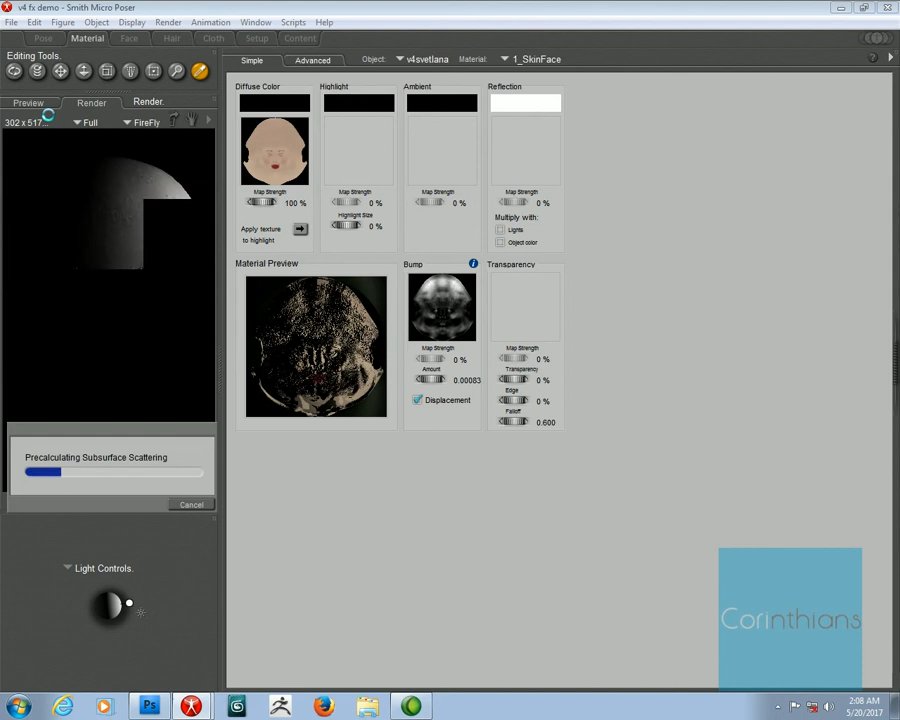 v4 fx demo - Smith Micro Poser
File Edit Figure Object Display Render Animation Window Scripts Help
Pose Material Face Hair Cloth Setup Content
Editing Tools.
Simple Advanced Object: v4svetlana Material: 1_SkinFace
Preview Render Render.
302 x 517... Full FireFly
Diffuse Color Highlight Ambient Reflection
Map Strength Map Strength Map Strength Map Strength
100 % 0 % 0 % 0 %
Apply texture to highlight
Highlight Size
0 %
Multiply with:
Lights
Object color
Material Preview Bump Transparency
Map Strength Map Strength
0 % 0 %
Amount Transparency
0.00083 0 %
Displacement
Edge
0 %
Falloff
0.600
Precalculating Subsurface Scattering
Cancel
Light Controls.
Corinthians
Ps
2:08 AM
5/20/2017